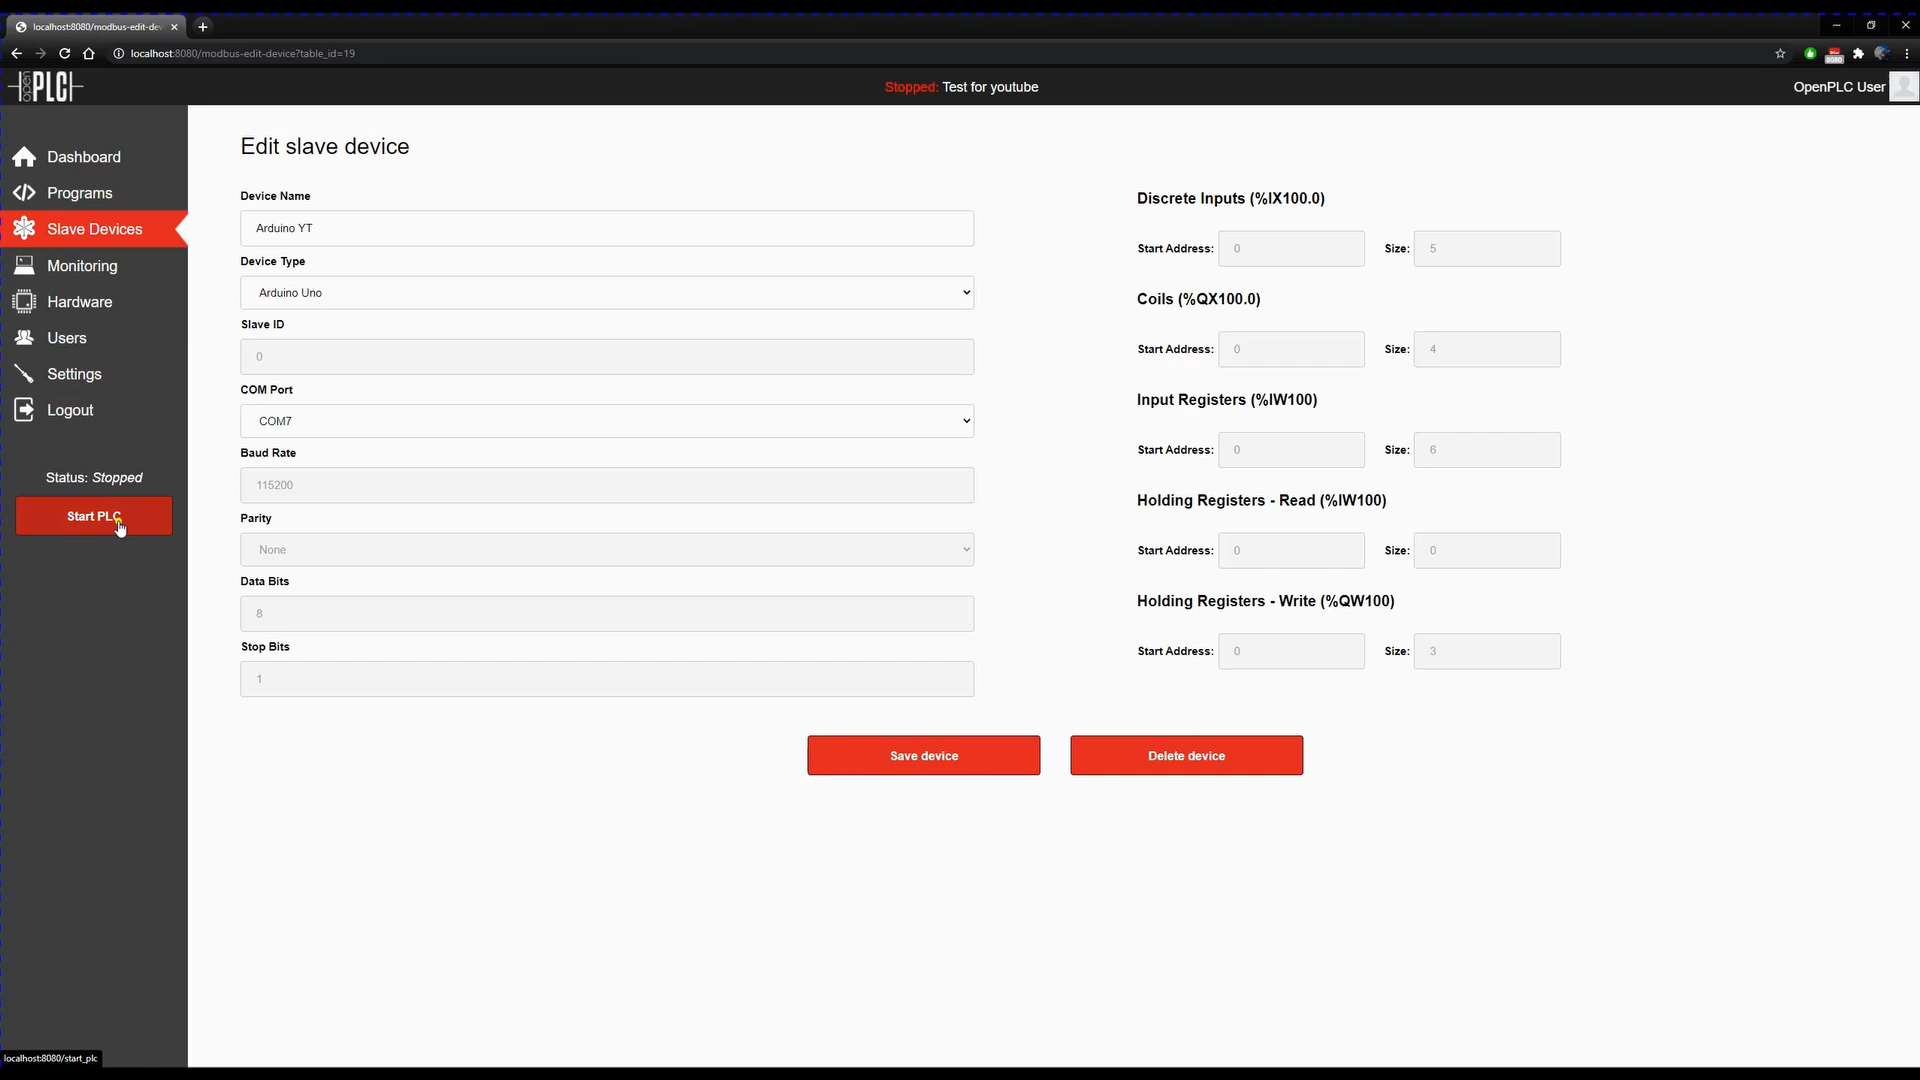 localhost:8080/modbus-edit-de
localhost:8080/modbus-edit-device?table_id=19
open PLC
Stopped: Test for youtube
OpenPLC User
Dashboard
Programs
Slave Devices
Monitoring
Hardware
Users
Settings
Logout
Status: Stopped
Start PLC
Edit slave device
Device Name
Arduino YT
Device Type
Arduino Uno
Slave ID
0
COM Port
COM7
Baud Rate
115200
Parity
None
Data Bits
8
Stop Bits
1
Discrete Inputs (%IX100.0)
Start Address: 0 Size: 5
Coils (%QX100.0)
Start Address: 0 Size: 4
Input Registers (%IW100)
Start Address: 0 Size: 6
Holding Registers - Read (%IW100)
Start Address: 0 Size: 0
Holding Registers - Write (%QW100)
Start Address: 0 Size: 3
Save device Delete device
localhost:8080/start_plc